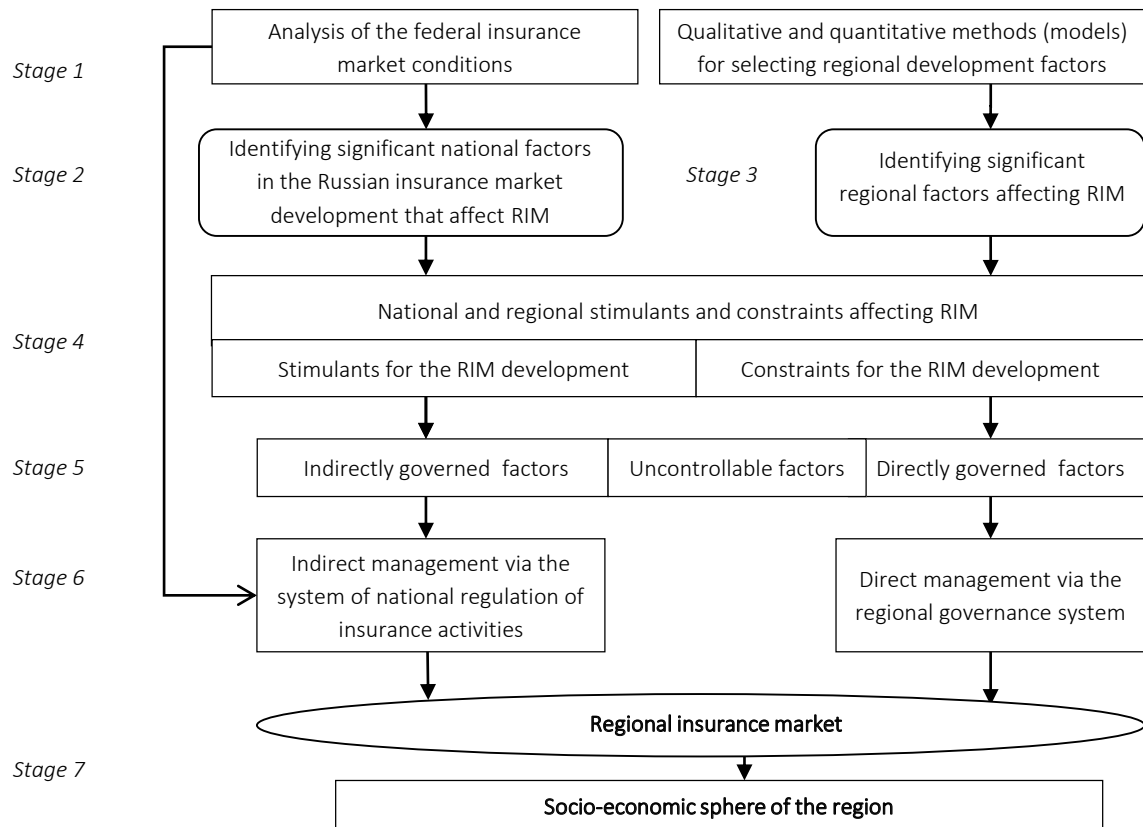 Stage 1
Analysis of the federal insurance
market conditions
Qualitative and quantitative methods (models)
for selecting regional development factors
Stage 2
Identifying significant national factors
in the Russian insurance market
development that affect RIM
Stage 3
Identifying significant
regional factors affecting RIM
Stage 4
National and regional stimulants and constraints affecting RIM
Stimulants for the RIM development
Constraints for the RIM development
Stage 5
Indirectly governed factors
Uncontrollable factors
Directly governed factors
Stage 6
Indirect management via the
system of national regulation of
insurance activities
Direct management via the
regional governance system
Regional insurance market
Stage 7
Socio-economic sphere of the region